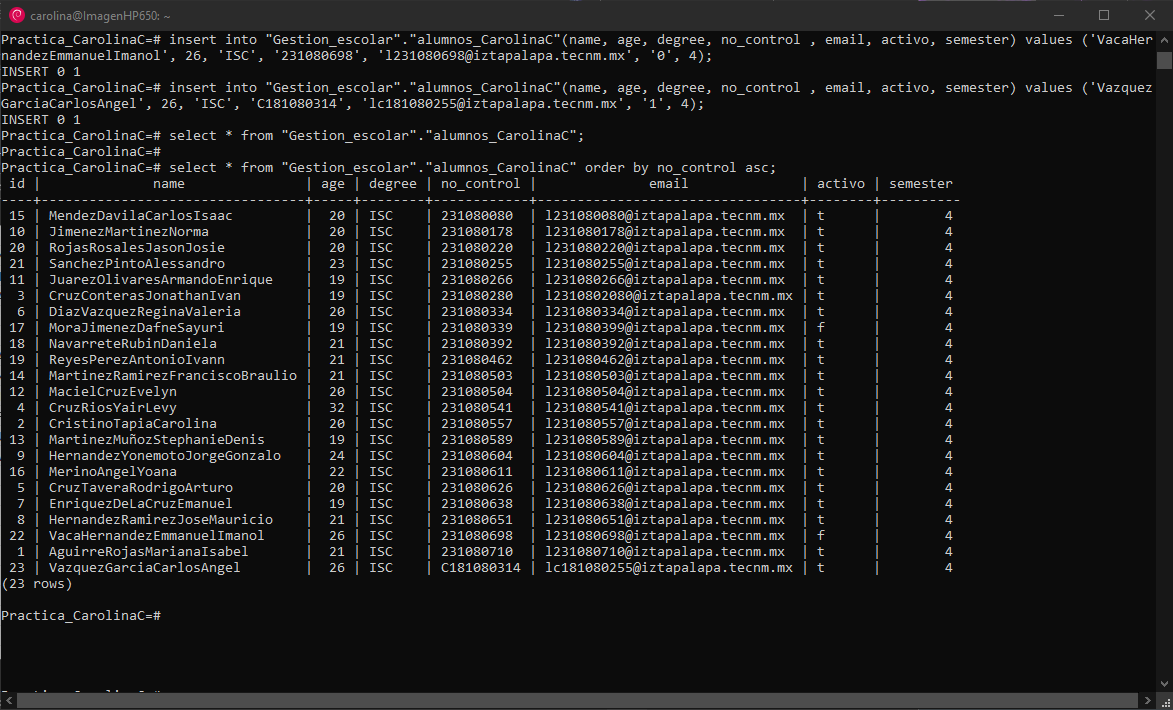 carolina@ImagenHP650: ~
Practica_CarolinaC=# insert into "Gestion_escolar"."alumnos_CarolinaC"(name, age, degree, no_control , email, activo, semester) values ('VacaHer
nandezEmmanuelImanol', 26, 'ISC', '231080698', 'l231080698@iztapalapa.tecnm.mx', '0', 4);
INSERT 0 1
Practica_CarolinaC=# insert into "Gestion_escolar"."alumnos_CarolinaC"(name, age, degree, no_control , email, activo, semester) values ('Vazquez
GarciaCarlosAngel', 26, 'ISC', 'C181080314', 'lc181080255@iztapalapa.tecnm.mx', '1', 4);
INSERT 0 1
Practica_CarolinaC=# select * from "Gestion_escolar"."alumnos_CarolinaC";
Practica_CarolinaC=#
Practica_CarolinaC=# select * from "Gestion_escolar"."alumnos_CarolinaC" order by no_control asc;
 id |              name              | age | degree | no_control |             email              | activo | semester
----+--------------------------------+-----+--------+------------+--------------------------------+--------+----------
 15 | MendezDavilaCarlosIsaac        |  20 | ISC    | 231080080  | l231080080@iztapalapa.tecnm.mx | t      |        4
 10 | JimenezMartinezNorma           |  20 | ISC    | 231080178  | l231080178@iztapalapa.tecnm.mx | t      |        4
 20 | RojasRosalesJasonJosie         |  20 | ISC    | 231080220  | l231080220@iztapalapa.tecnm.mx | t      |        4
 21 | SanchezPintoAlessandro         |  23 | ISC    | 231080255  | l231080255@iztapalapa.tecnm.mx | t      |        4
 11 | JuarezOlivaresArmandoEnrique   |  19 | ISC    | 231080266  | l231080266@iztapalapa.tecnm.mx | t      |        4
  3 | CruzConterasJonathanIvan       |  19 | ISC    | 231080280  | l2310802080@iztapalapa.tecnm.mx | t      |        4
  6 | DiazVazquezReginaValeria       |  20 | ISC    | 231080334  | l231080334@iztapalapa.tecnm.mx | t      |        4
 17 | MoraJimenezDafneSayuri         |  19 | ISC    | 231080339  | l231080399@iztapalapa.tecnm.mx | f      |        4
 18 | NavarreteRubinDaniela          |  21 | ISC    | 231080392  | l231080392@iztapalapa.tecnm.mx | t      |        4
 19 | ReyesPerezAntonioIvann         |  21 | ISC    | 231080462  | l231080462@iztapalapa.tecnm.mx | t      |        4
 14 | MartinezRamirezFranciscoBraulio |  21 | ISC    | 231080503  | l231080503@iztapalapa.tecnm.mx | t      |        4
 12 | MacielCruzEvelyn               |  20 | ISC    | 231080504  | l231080504@iztapalapa.tecnm.mx | t      |        4
  4 | CruzRiosYairLevy               |  32 | ISC    | 231080541  | l231080541@iztapalapa.tecnm.mx | t      |        4
  2 | CristinoTapiaCarolina          |  20 | ISC    | 231080557  | l231080557@iztapalapa.tecnm.mx | t      |        4
 13 | MartinezMuñozStephanieDenis    |  19 | ISC    | 231080589  | l231080589@iztapalapa.tecnm.mx | t      |        4
  9 | HernandezYonemotoJorgeGonzalo  |  24 | ISC    | 231080604  | l231080604@iztapalapa.tecnm.mx | t      |        4
 16 | MerinoAngelYoana               |  22 | ISC    | 231080611  | l231080611@iztapalapa.tecnm.mx | t      |        4
  5 | CruzTaveraRodrigoArturo        |  20 | ISC    | 231080626  | l231080626@iztapalapa.tecnm.mx | t      |        4
  7 | EnriquezDeLaCruzEmanuel        |  19 | ISC    | 231080638  | l231080638@iztapalapa.tecnm.mx | t      |        4
  8 | HernandezRamirezJoseMauricio   |  21 | ISC    | 231080651  | l231080651@iztapalapa.tecnm.mx | t      |        4
 22 | VacaHernandezEmmanuelImanol    |  26 | ISC    | 231080698  | l231080698@iztapalapa.tecnm.mx | f      |        4
  1 | AguirreRojasMarianaIsabel      |  21 | ISC    | 231080710  | l231080710@iztapalapa.tecnm.mx | t      |        4
 23 | VazquezGarciaCarlosAngel       |  26 | ISC    | C181080314 | lc181080255@iztapalapa.tecnm.mx | t      |        4
(23 rows)
Practica_CarolinaC=#